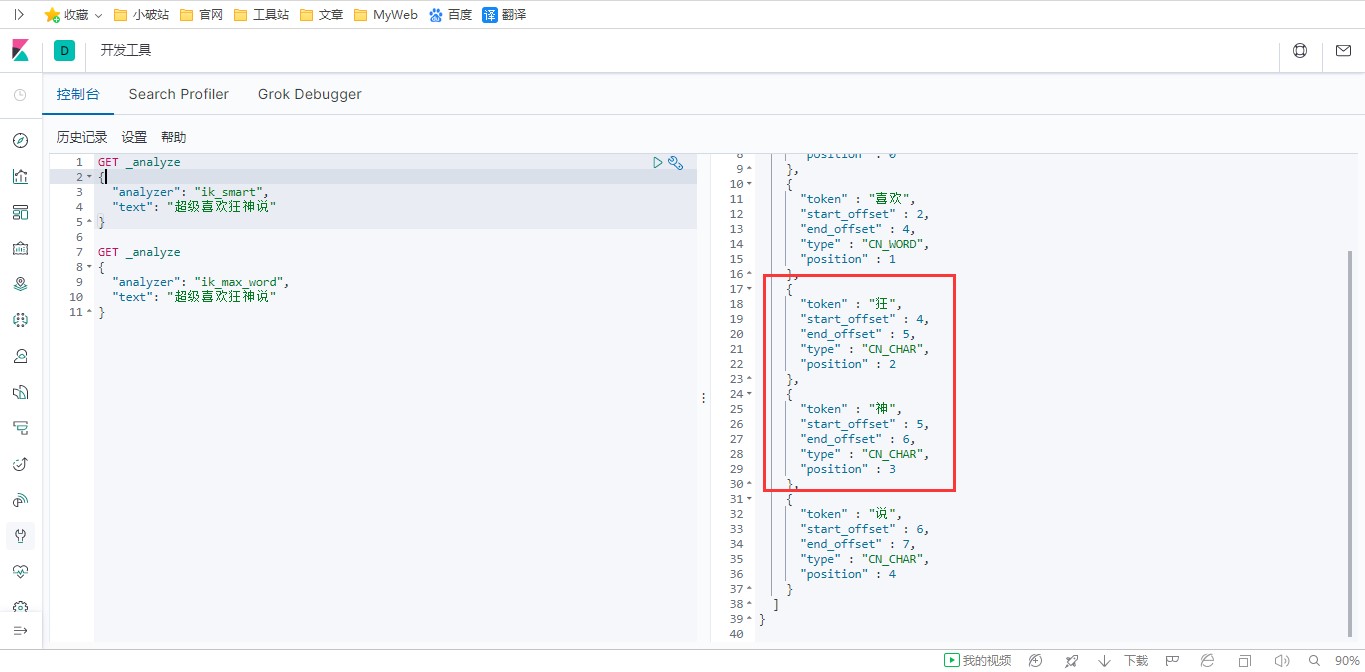 收藏 小破站 官网 工具站 文章 MyWeb 百度 译 翻译
D 开发工具
控制台 Search Profiler Grok Debugger
历史记录 设置 帮助
1 GET _analyze
2 {
3 "analyzer": "ik_smart",
4 "text": "超级喜欢狂神说"
5 }
6
7 GET _analyze
8 {
9 "analyzer": "ik_max_word",
10 "text": "超级喜欢狂神说"
11 }
8 "position" : 0
9 },
10 {
11 "token" : "喜欢",
12 "start_offset" : 2,
13 "end_offset" : 4,
14 "type" : "CN_WORD",
15 "position" : 1
16 },
17 {
18 "token" : "狂",
19 "start_offset" : 4,
20 "end_offset" : 5,
21 "type" : "CN_CHAR",
22 "position" : 2
23 },
24 {
25 "token" : "神",
26 "start_offset" : 5,
27 "end_offset" : 6,
28 "type" : "CN_CHAR",
29 "position" : 3
30 },
31 {
32 "token" : "说",
33 "start_offset" : 6,
34 "end_offset" : 7,
35 "type" : "CN_CHAR",
36 "position" : 4
37 }
38 ]
39 }
40
我的视频 下载 90%